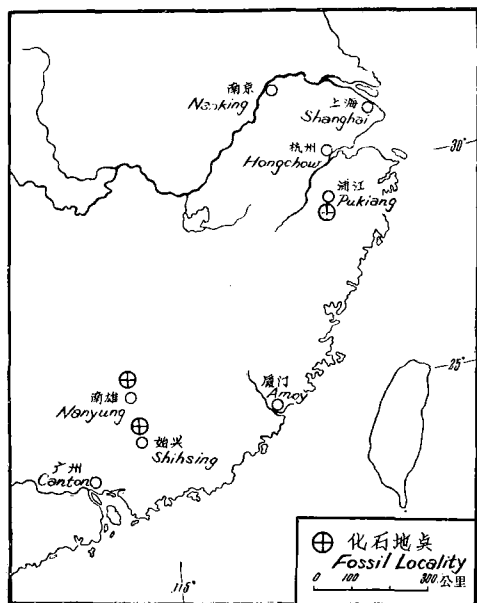 南京
Nanking
上海
Shanghai
杭州
Hongchow
30°
浦江
Pukiang
25°
厦门
Amoy
南雄
Nanyung
始兴
Shihsing
广州
Canton
115°
化石地点
Fossil Locality
0 100 300 公里